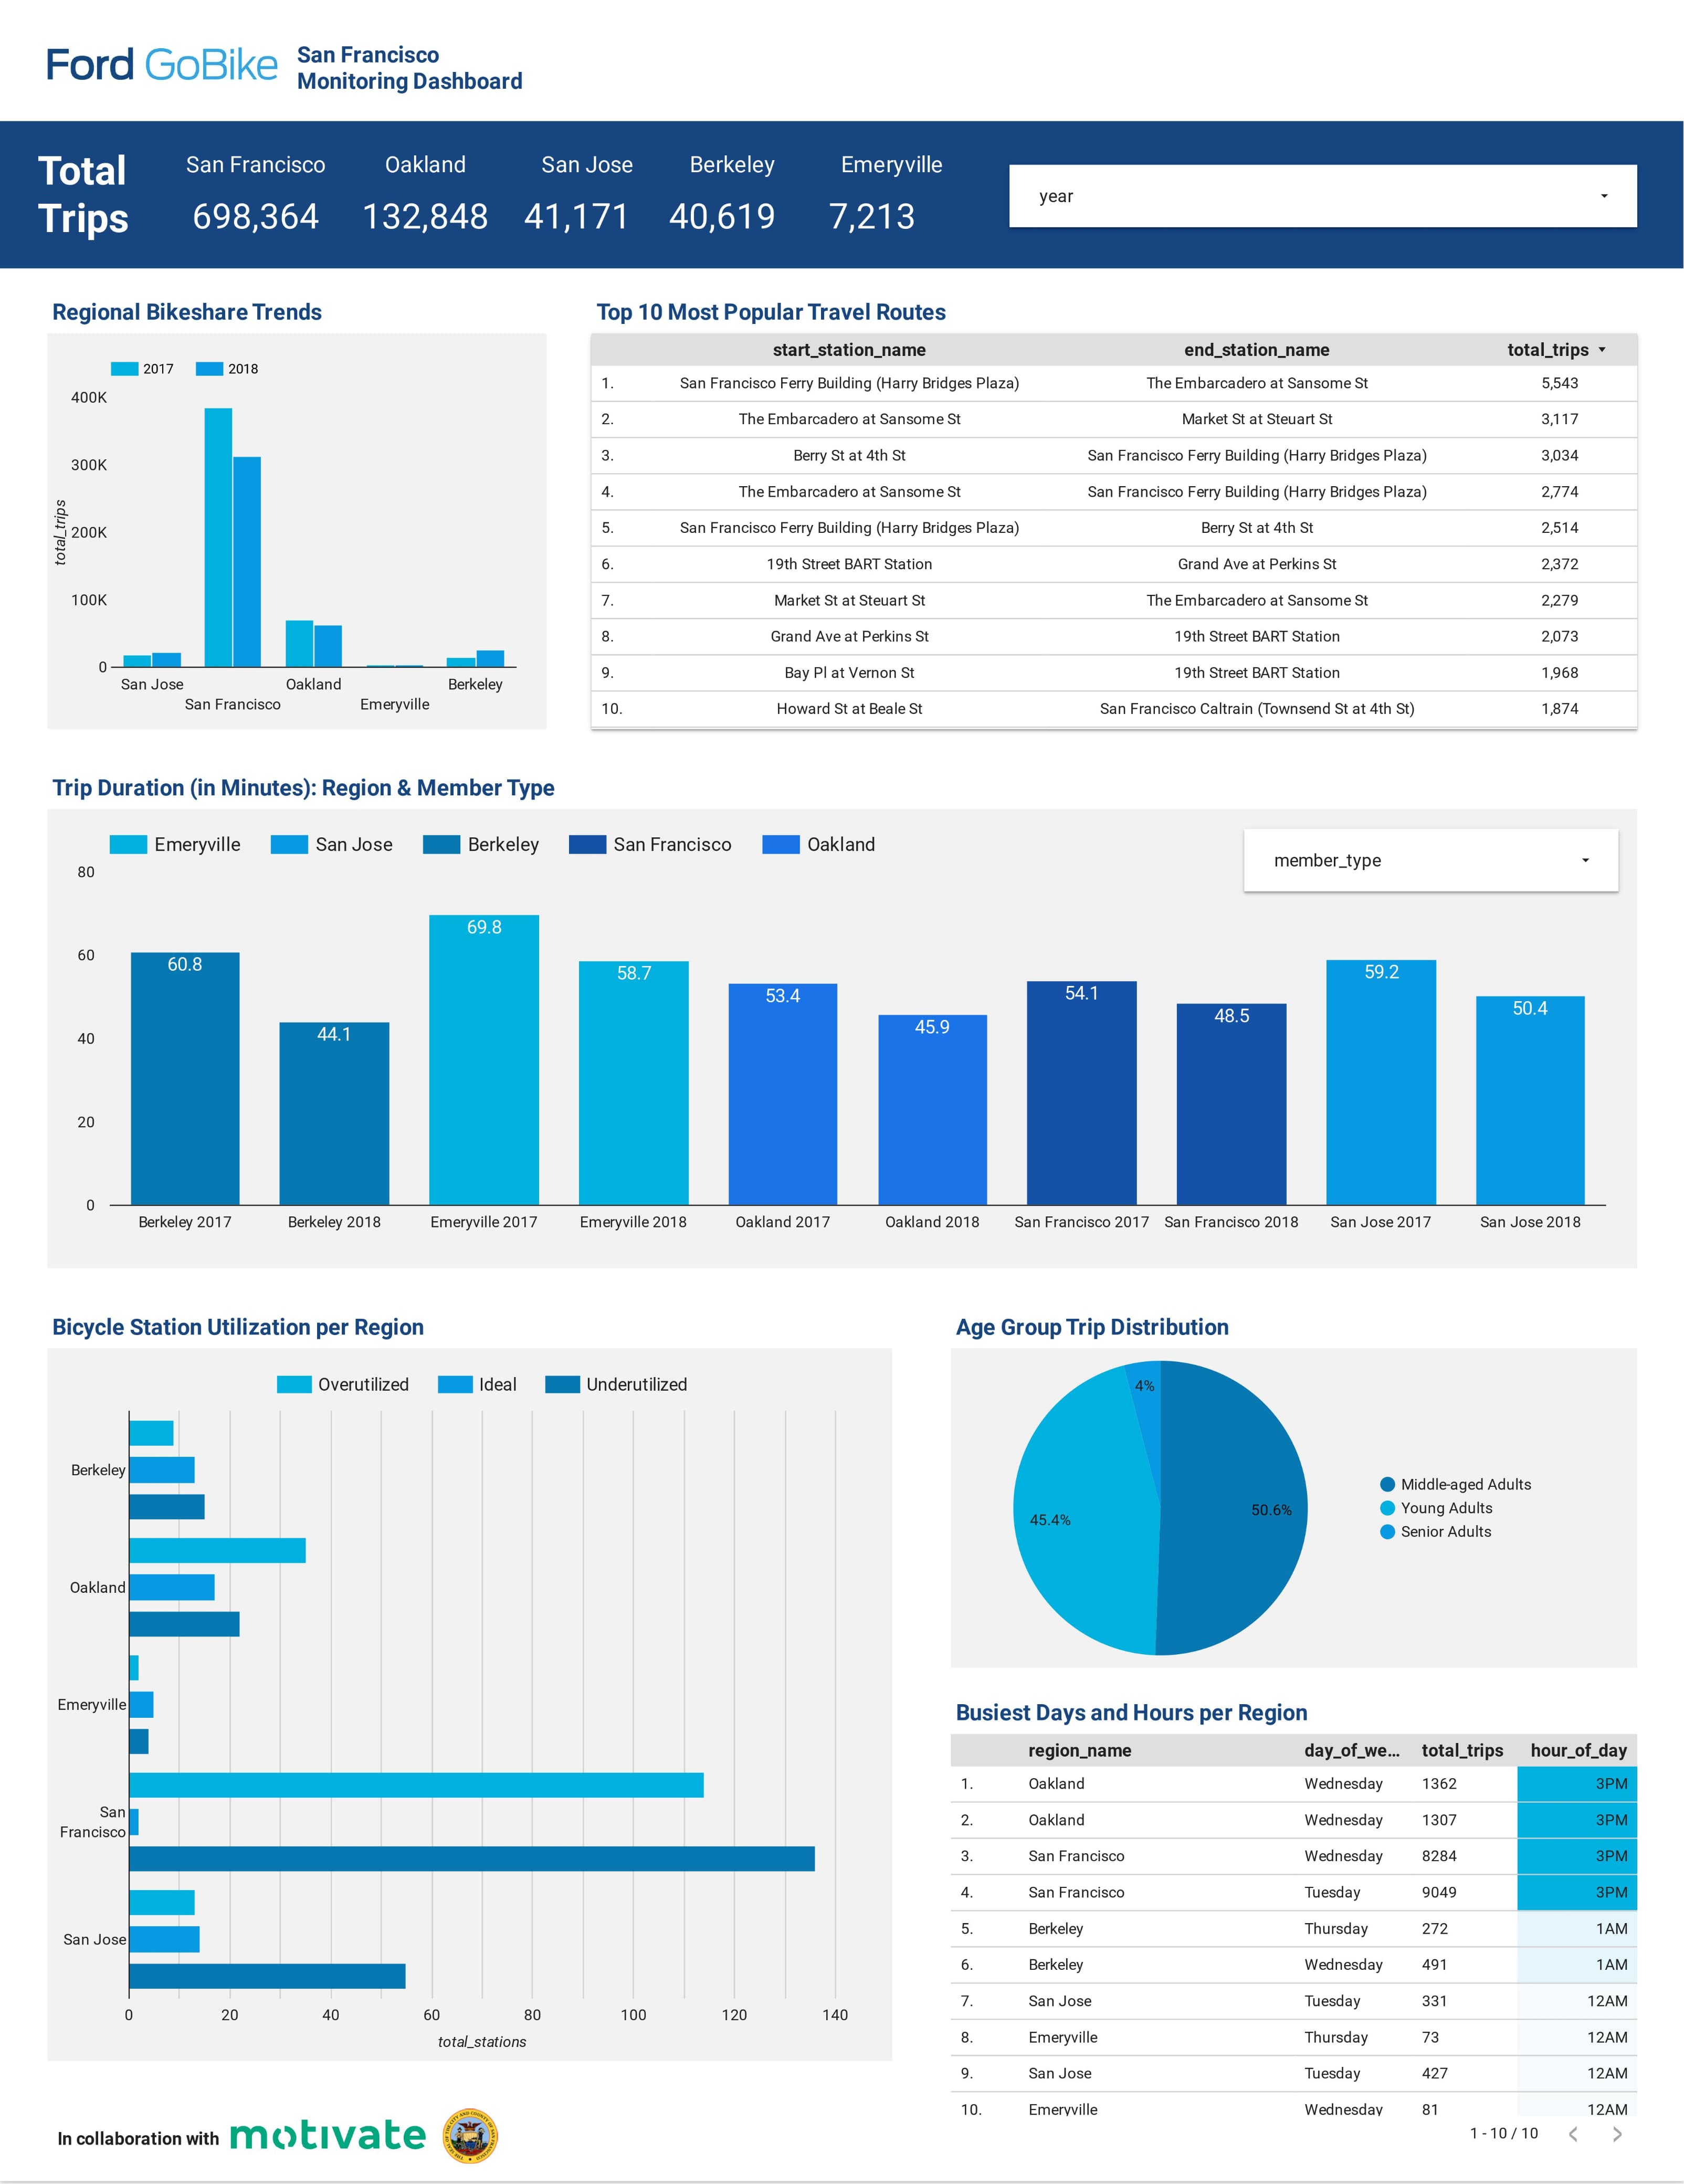 Ford GoBike
San Francisco
Monitoring Dashboard
Total
Trips
San Francisco Oakland San Jose Berkeley Emeryville
698,364 132,848 41,171 40,619 7,213
year
Regional Bikeshare Trends
2017 2018
400K
300K
200K
100K
0
total_trips
San Jose Oakland Berkeley
San Francisco Emeryville
Top 10 Most Popular Travel Routes
start_station_name end_station_name total_trips
1. San Francisco Ferry Building (Harry Bridges Plaza) The Embarcadero at Sansome St 5,543
2. The Embarcadero at Sansome St Market St at Steuart St 3,117
3. Berry St at 4th St San Francisco Ferry Building (Harry Bridges Plaza) 3,034
4. The Embarcadero at Sansome St San Francisco Ferry Building (Harry Bridges Plaza) 2,774
5. San Francisco Ferry Building (Harry Bridges Plaza) Berry St at 4th St 2,514
6. 19th Street BART Station Grand Ave at Perkins St 2,372
7. Market St at Steuart St The Embarcadero at Sansome St 2,279
8. Grand Ave at Perkins St 19th Street BART Station 2,073
9. Bay Pl at Vernon St 19th Street BART Station 1,968
10. Howard St at Beale St San Francisco Caltrain (Townsend St at 4th St) 1,874
Trip Duration (in Minutes): Region & Member Type
Emeryville San Jose Berkeley San Francisco Oakland
member_type
80
60
40
20
0
60.8 44.1 69.8 58.7 53.4 45.9 54.1 48.5 59.2 50.4
Berkeley 2017 Berkeley 2018 Emeryville 2017 Emeryville 2018 Oakland 2017 Oakland 2018 San Francisco 2017 San Francisco 2018 San Jose 2017 San Jose 2018
Bicycle Station Utilization per Region
Overutilized Ideal Underutilized
Berkeley
Oakland
Emeryville
San
Francisco
San Jose
0 20 40 60 80 100 120 140
total_stations
Age Group Trip Distribution
4%
45.4%
50.6%
Middle-aged Adults
Young Adults
Senior Adults
Busiest Days and Hours per Region
region_name day_of_we... total_trips hour_of_day
1. Oakland Wednesday 1362 3PM
2. Oakland Wednesday 1307 3PM
3. San Francisco Wednesday 8284 3PM
4. San Francisco Tuesday 9049 3PM
5. Berkeley Thursday 272 1AM
6. Berkeley Wednesday 491 1AM
7. San Jose Tuesday 331 12AM
8. Emeryville Thursday 73 12AM
9. San Jose Tuesday 427 12AM
10. Emeryville Wednesday 81 12AM
1 - 10 / 10
In collaboration with motivate